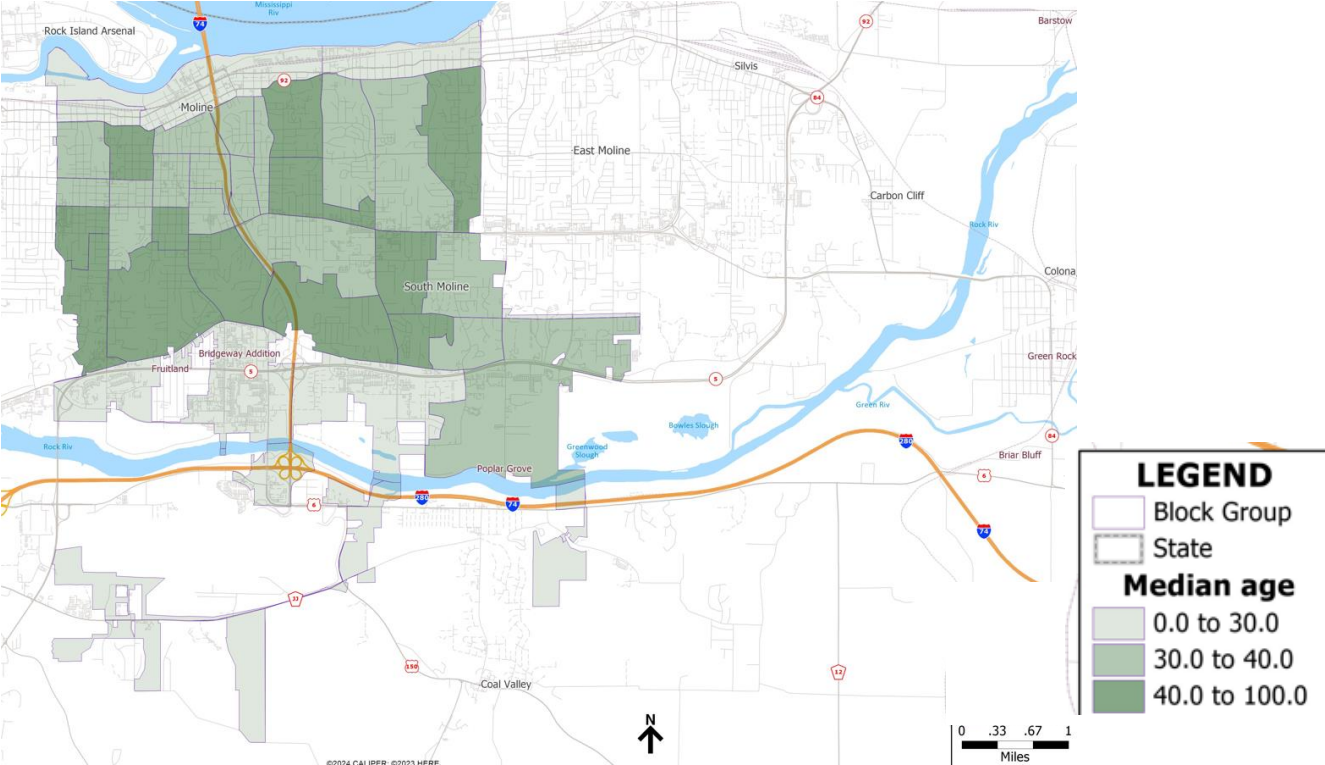 Mississippi
Riv
74
92
Barstow
Rock Island Arsenal
Silvis
92
84
Moline
East Moline
Carbon Cliff
Rock Riv
Colona
South Moline
Bridgeway Addition
Fruitland
5
5
Green Rock
Green Riv
Bowles Slough
84
Rock Riv
Greenwood
Slough
280
Briar Bluff
Poplar Grove
6
280
74
6
74
33
150
12
Coal Valley
N
©2024 CALIPER; ©2023 HERE
0 .33 .67 1
Miles
LEGEND
Block Group
State
Median age
0.0 to 30.0
30.0 to 40.0
40.0 to 100.0